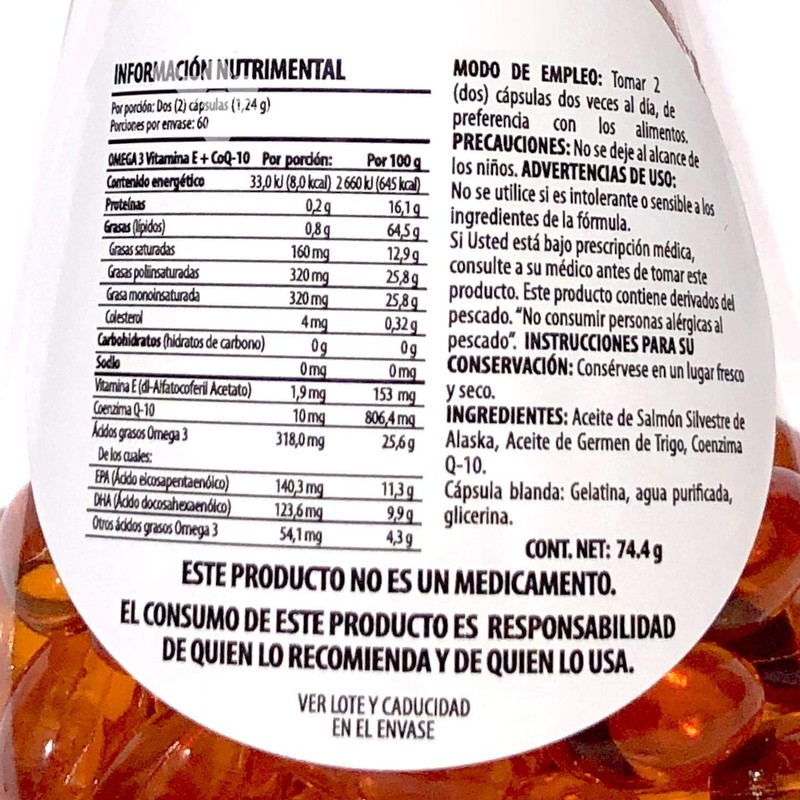 INFORMACIÓN NUTRIMENTAL
Por porción: Dos (2) cápsulas (1,24 g)
Porciones por envase: 60
OMEGA 3 Vitamina E + CoQ-10 Por porción: Por 100 g
Contenido energético 33,0 kJ (8,0 kcal) 2 660 kJ (645 kcal)
Proteínas 0,2 g 16,1 g
Grasas (lípidos) 0,8 g 64,5 g
Grasas saturadas 160 mg 12,9 g
Grasas poliinsaturadas 320 mg 25,8 g
Grasa monoinsaturada 320 mg 25,8 g
Colesterol 4 mg 0,32 g
Carbohidratos (hidratos de carbono) 0 g 0 g
Sodio 0 mg 0 mg
Vitamina E (dl-Alfatocoferil Acetato) 1,9 mg 153 mg
Coenzima Q-10 10 mg 806,4 mg
Ácidos grasos Omega 3 318,0 mg 25,6 g
De los cuales:
EPA (Ácido eicosapentaenóico) 140,3 mg 11,3 g
DHA (Ácido docosahexaenóico) 123,6 mg 9,9 g
Otros ácidos grasos Omega 3 54,1 mg 4,3 g
MODO DE EMPLEO: Tomar 2
(dos) cápsulas dos veces al día, de
preferencia con los alimentos.
PRECAUCIONES: No se deje al alcance de
los niños. ADVERTENCIAS DE USO:
No se utilice si es intolerante o sensible a los
ingredientes de la fórmula.
Si Usted está bajo prescripción médica,
consulte a su médico antes de tomar este
producto. Este producto contiene derivados del
pescado. "No consumir personas alérgicas al
pescado". INSTRUCCIONES PARA SU
CONSERVACIÓN: Consérvese en un lugar fresco
y seco.
INGREDIENTES: Aceite de Salmón Silvestre de
Alaska, Aceite de Germen de Trigo, Coenzima
Q-10.
Cápsula blanda: Gelatina, agua purificada,
glicerina.
CONT. NET: 74.4 g
ESTE PRODUCTO NO ES UN MEDICAMENTO.
EL CONSUMO DE ESTE PRODUCTO ES RESPONSABILIDAD
DE QUIEN LO RECOMIENDA Y DE QUIEN LO USA.
VER LOTE Y CADUCIDAD
EN EL ENVASE